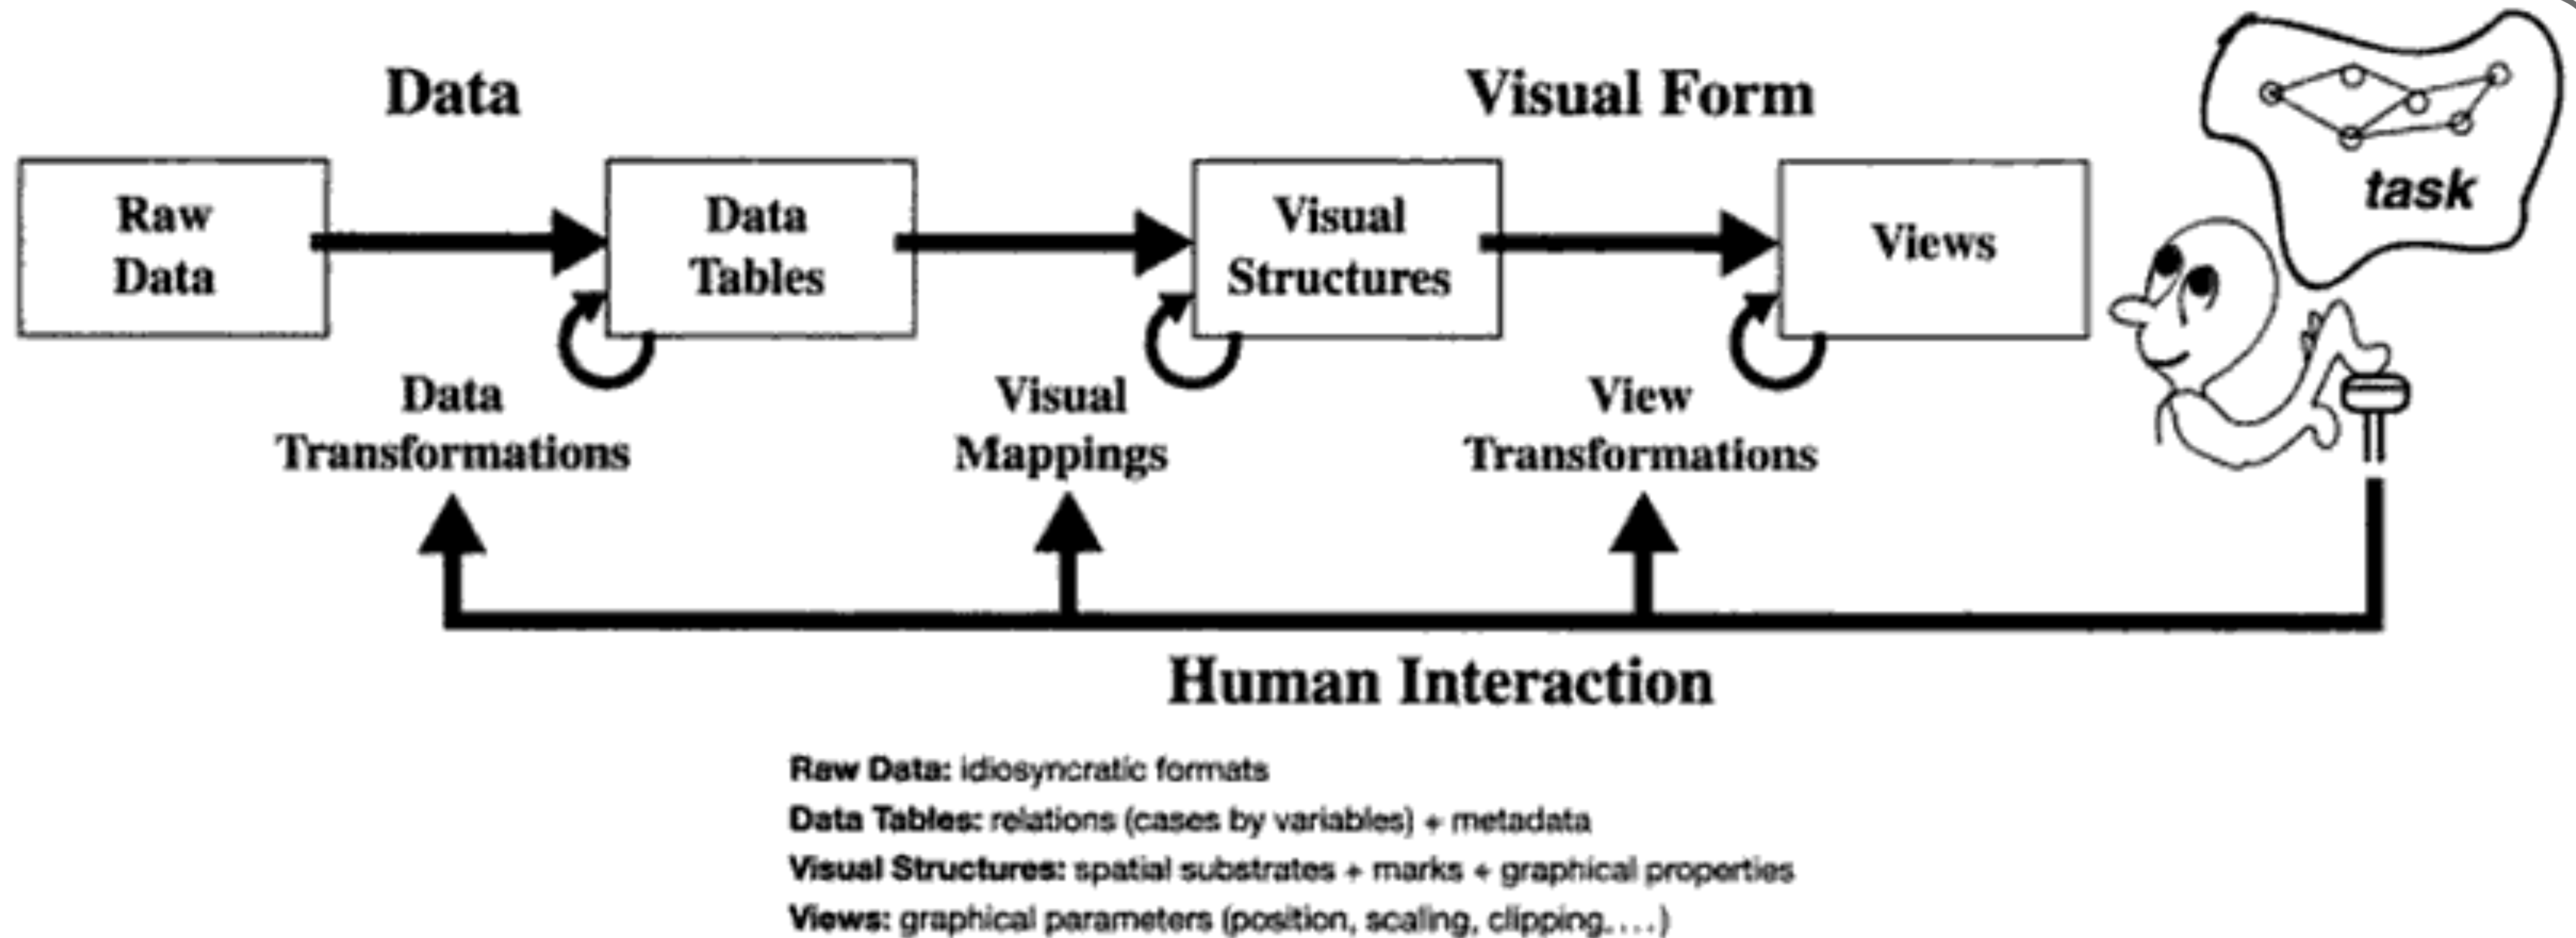 Data
Visual Form
Raw
Data
Data
Tables
Visual
Structures
Views
task
Data
Transformations
Visual
Mappings
View
Transformations
Human Interaction
Raw Data: idiosyncratic formats
Data Tables: relations (cases by variables) + metadata
Visual Structures: spatial substrates + marks + graphical properties
Views: graphical parameters (position, scaling, clipping, . . .)